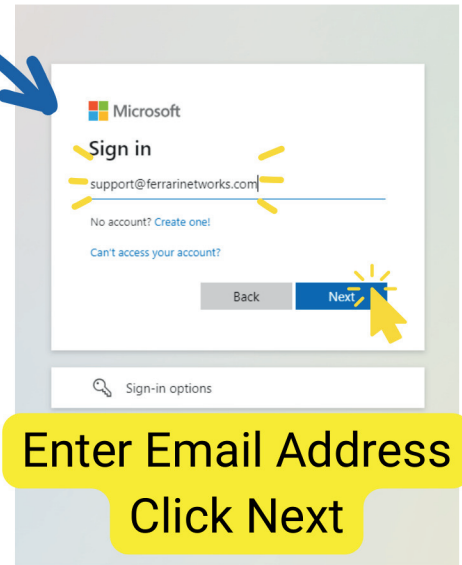 Microsoft
Sign in
support@ferrarinetworks.com
No account? Create one!
Can't access your account?
Back
Next
Sign-in options
Enter Email Address
Click Next